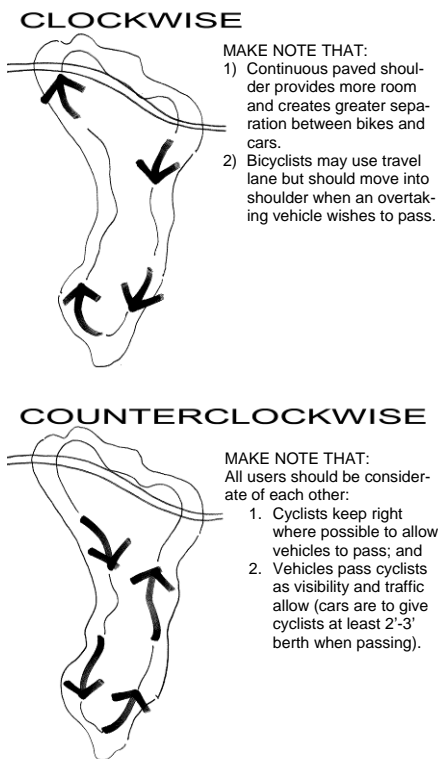 CLOCKWISE
MAKE NOTE THAT:
1) Continuous paved shoul-
der provides more room
and creates greater sepa-
ration between bikes and
cars.
2) Bicyclists may use travel
lane but should move into
shoulder when an overtak-
ing vehicle wishes to pass.
COUNTERCLOCKWISE
MAKE NOTE THAT:
All users should be consider-
ate of each other:
1. Cyclists keep right
where possible to allow
vehicles to pass; and
2. Vehicles pass cyclists
as visibility and traffic
allow (cars are to give
cyclists at least 2'-3'
berth when passing).